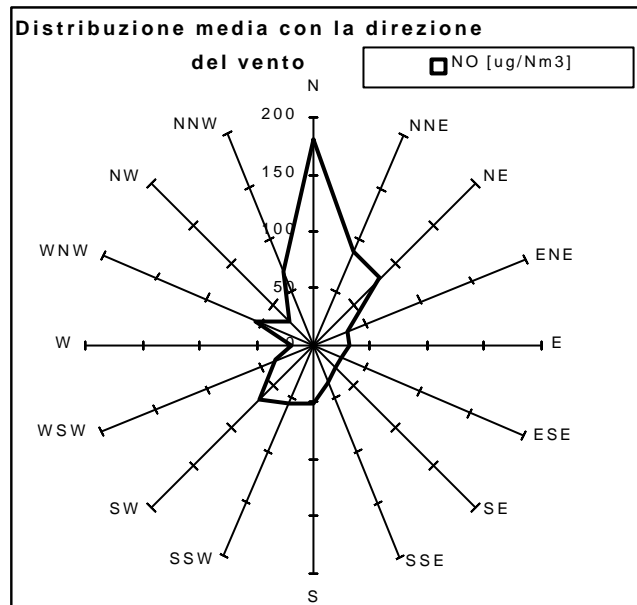 Distribuzione media con la direzione
del vento
NO [ug/Nm3]
N
200
NNW
NNE
150
NW
NE
100
WNW
ENE
50
W
0
E
WSW
ESE
SW
SE
SSW
SSE
S